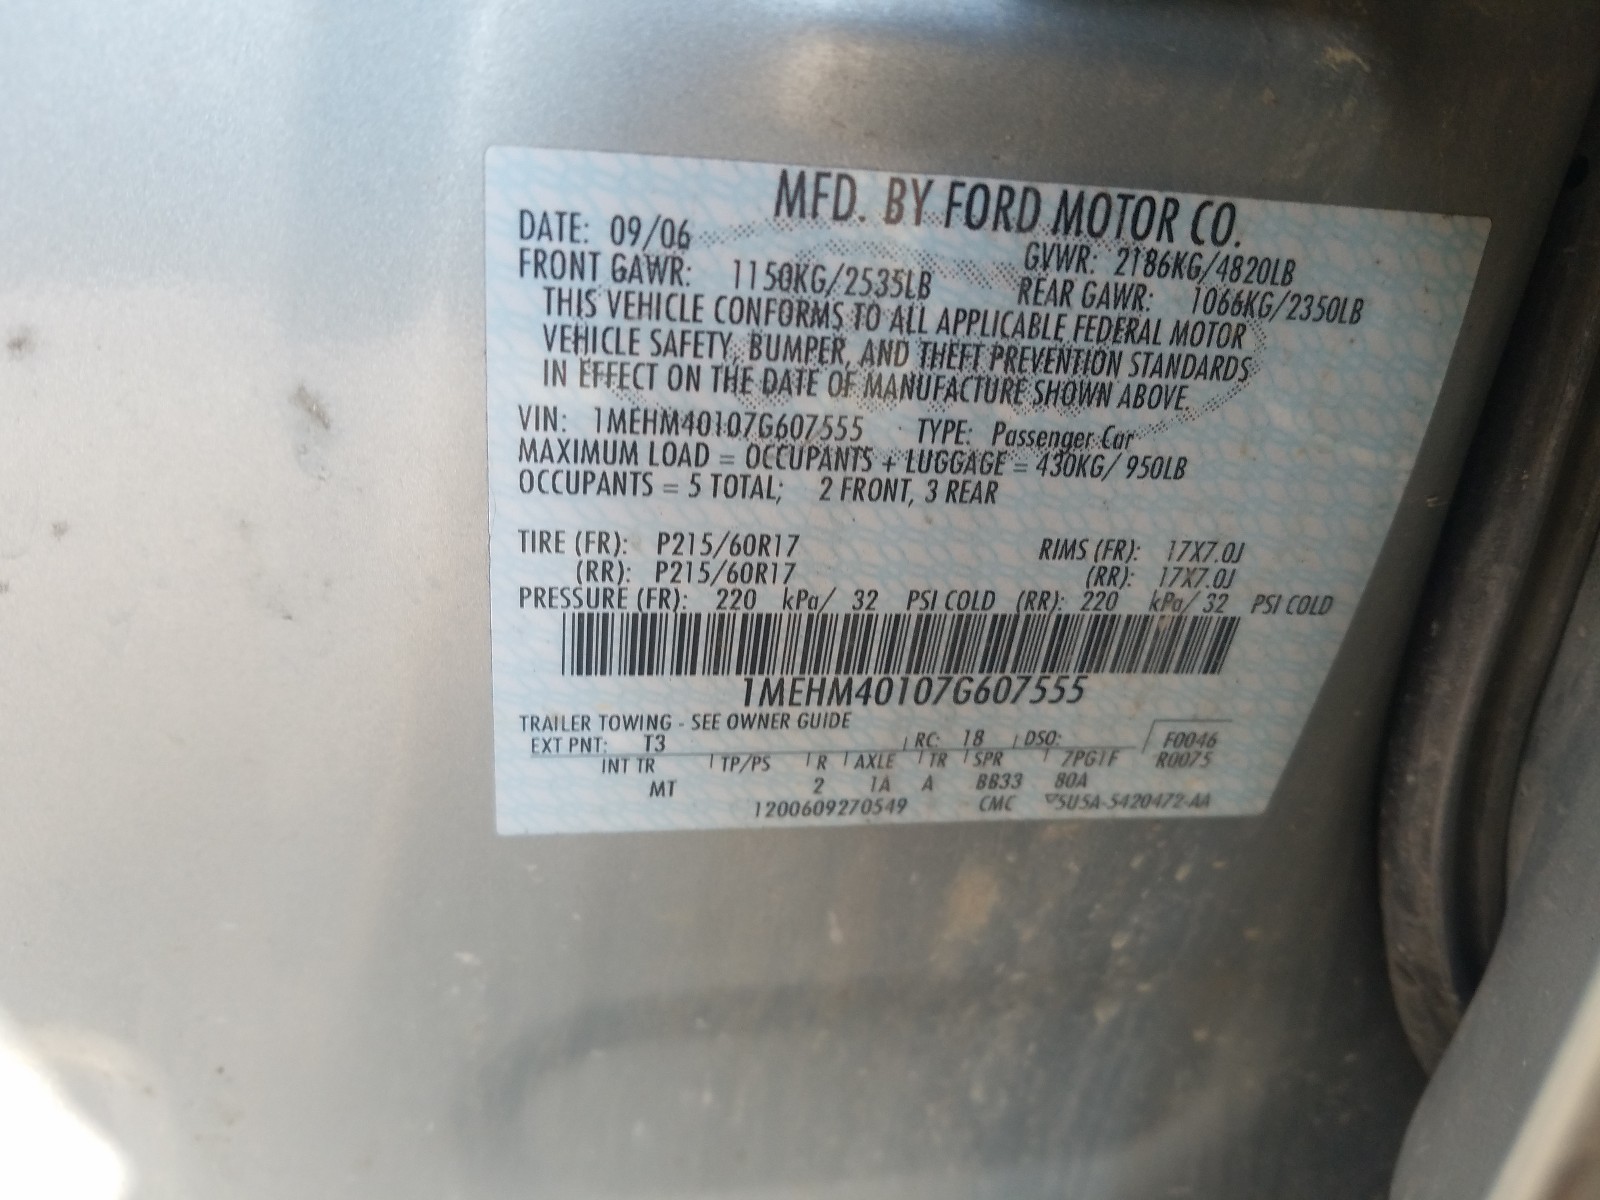 MFD. BY FORD MOTOR CO.
DATE: 09/06
GVWR: 2186KG/4820LB
FRONT GAWR: 1150KG/2535LB
REAR GAWR: 1066KG/2350LB
THIS VEHICLE CONFORMS TO ALL APPLICABLE FEDERAL MOTOR
VEHICLE SAFETY, BUMPER, AND THEFT PREVENTION STANDARDS
IN EFFECT ON THE DATE OF MANUFACTURE SHOWN ABOVE.
VIN: 1MEHM40107G607555 TYPE: Passenger Car
MAXIMUM LOAD = OCCUPANTS + LUGGAGE = 430KG/ 950LB
OCCUPANTS = 5 TOTAL; 2 FRONT, 3 REAR
TIRE (FR): P215/60R17 RIMS (FR): 17X7.0J
(RR): P215/60R17 (RR): 17X7.0J
PRESSURE (FR): 220 kPa/ 32 PSI COLD (RR): 220 kPa/ 32 PSI COLD
1MEHM40107G607555
TRAILER TOWING - SEE OWNER GUIDE
EXT PNT: T3 RC: 18 DSO: F0046
INT TR TP/PS R AXLE TR SPR 7PG1F R0075
MT 2 1A A BB33 80A
1200609270549 CMC 5U5A-5420472-AA